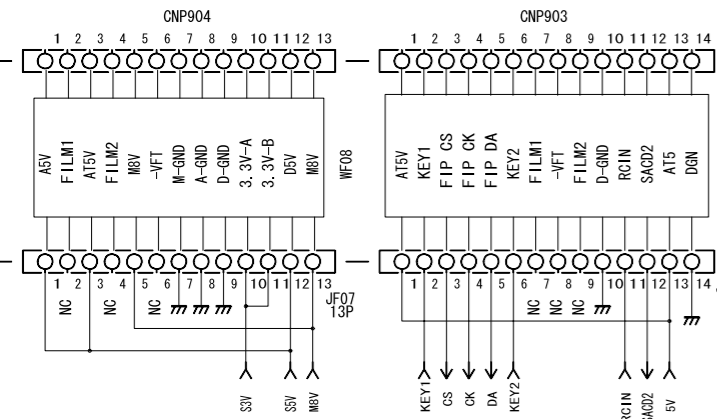 CNP904
CNP903
1 2 3 4 5 6 7 8 9 10 11 12 13
1 2 3 4 5 6 7 8 9 10 11 12 13 14
A5V
FILM1
AT5V
FILM2
M8V
-VFT
M-GND
A-GND
D-GND
3.3V-A
3.3V-B
D5V
M8V
WF08
AT5V
KEY1
FIP CS
FIP CK
FIP DA
KEY2
FILM1
-VFT
FILM2
D-GND
RCIN
SACD2
AT5
DGN
1 2 3 4 5 6 7 8 9 10 11 12 13
1 2 3 4 5 6 7 8 9 10 11 12 13 14
NC
NC
NC
NC
NC
NC
JF07
13P
S3V
S5V
M8V
KEY1
CS
CK
DA
KEY2
RCIN
SACD2
5V